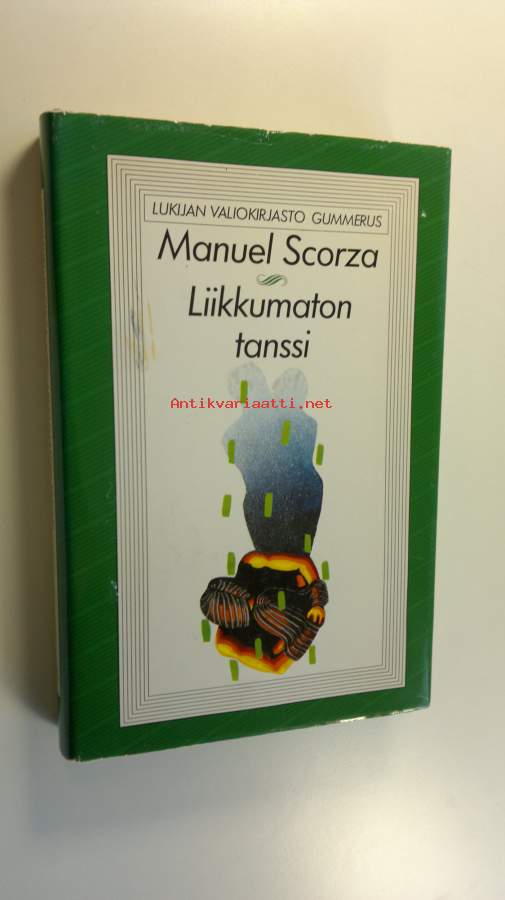 LUKIJAN VALIOKIRJASTO GUMMERUS
Manuel Scorza
Liikkumaton
tanssi
Antikvariaatti.net